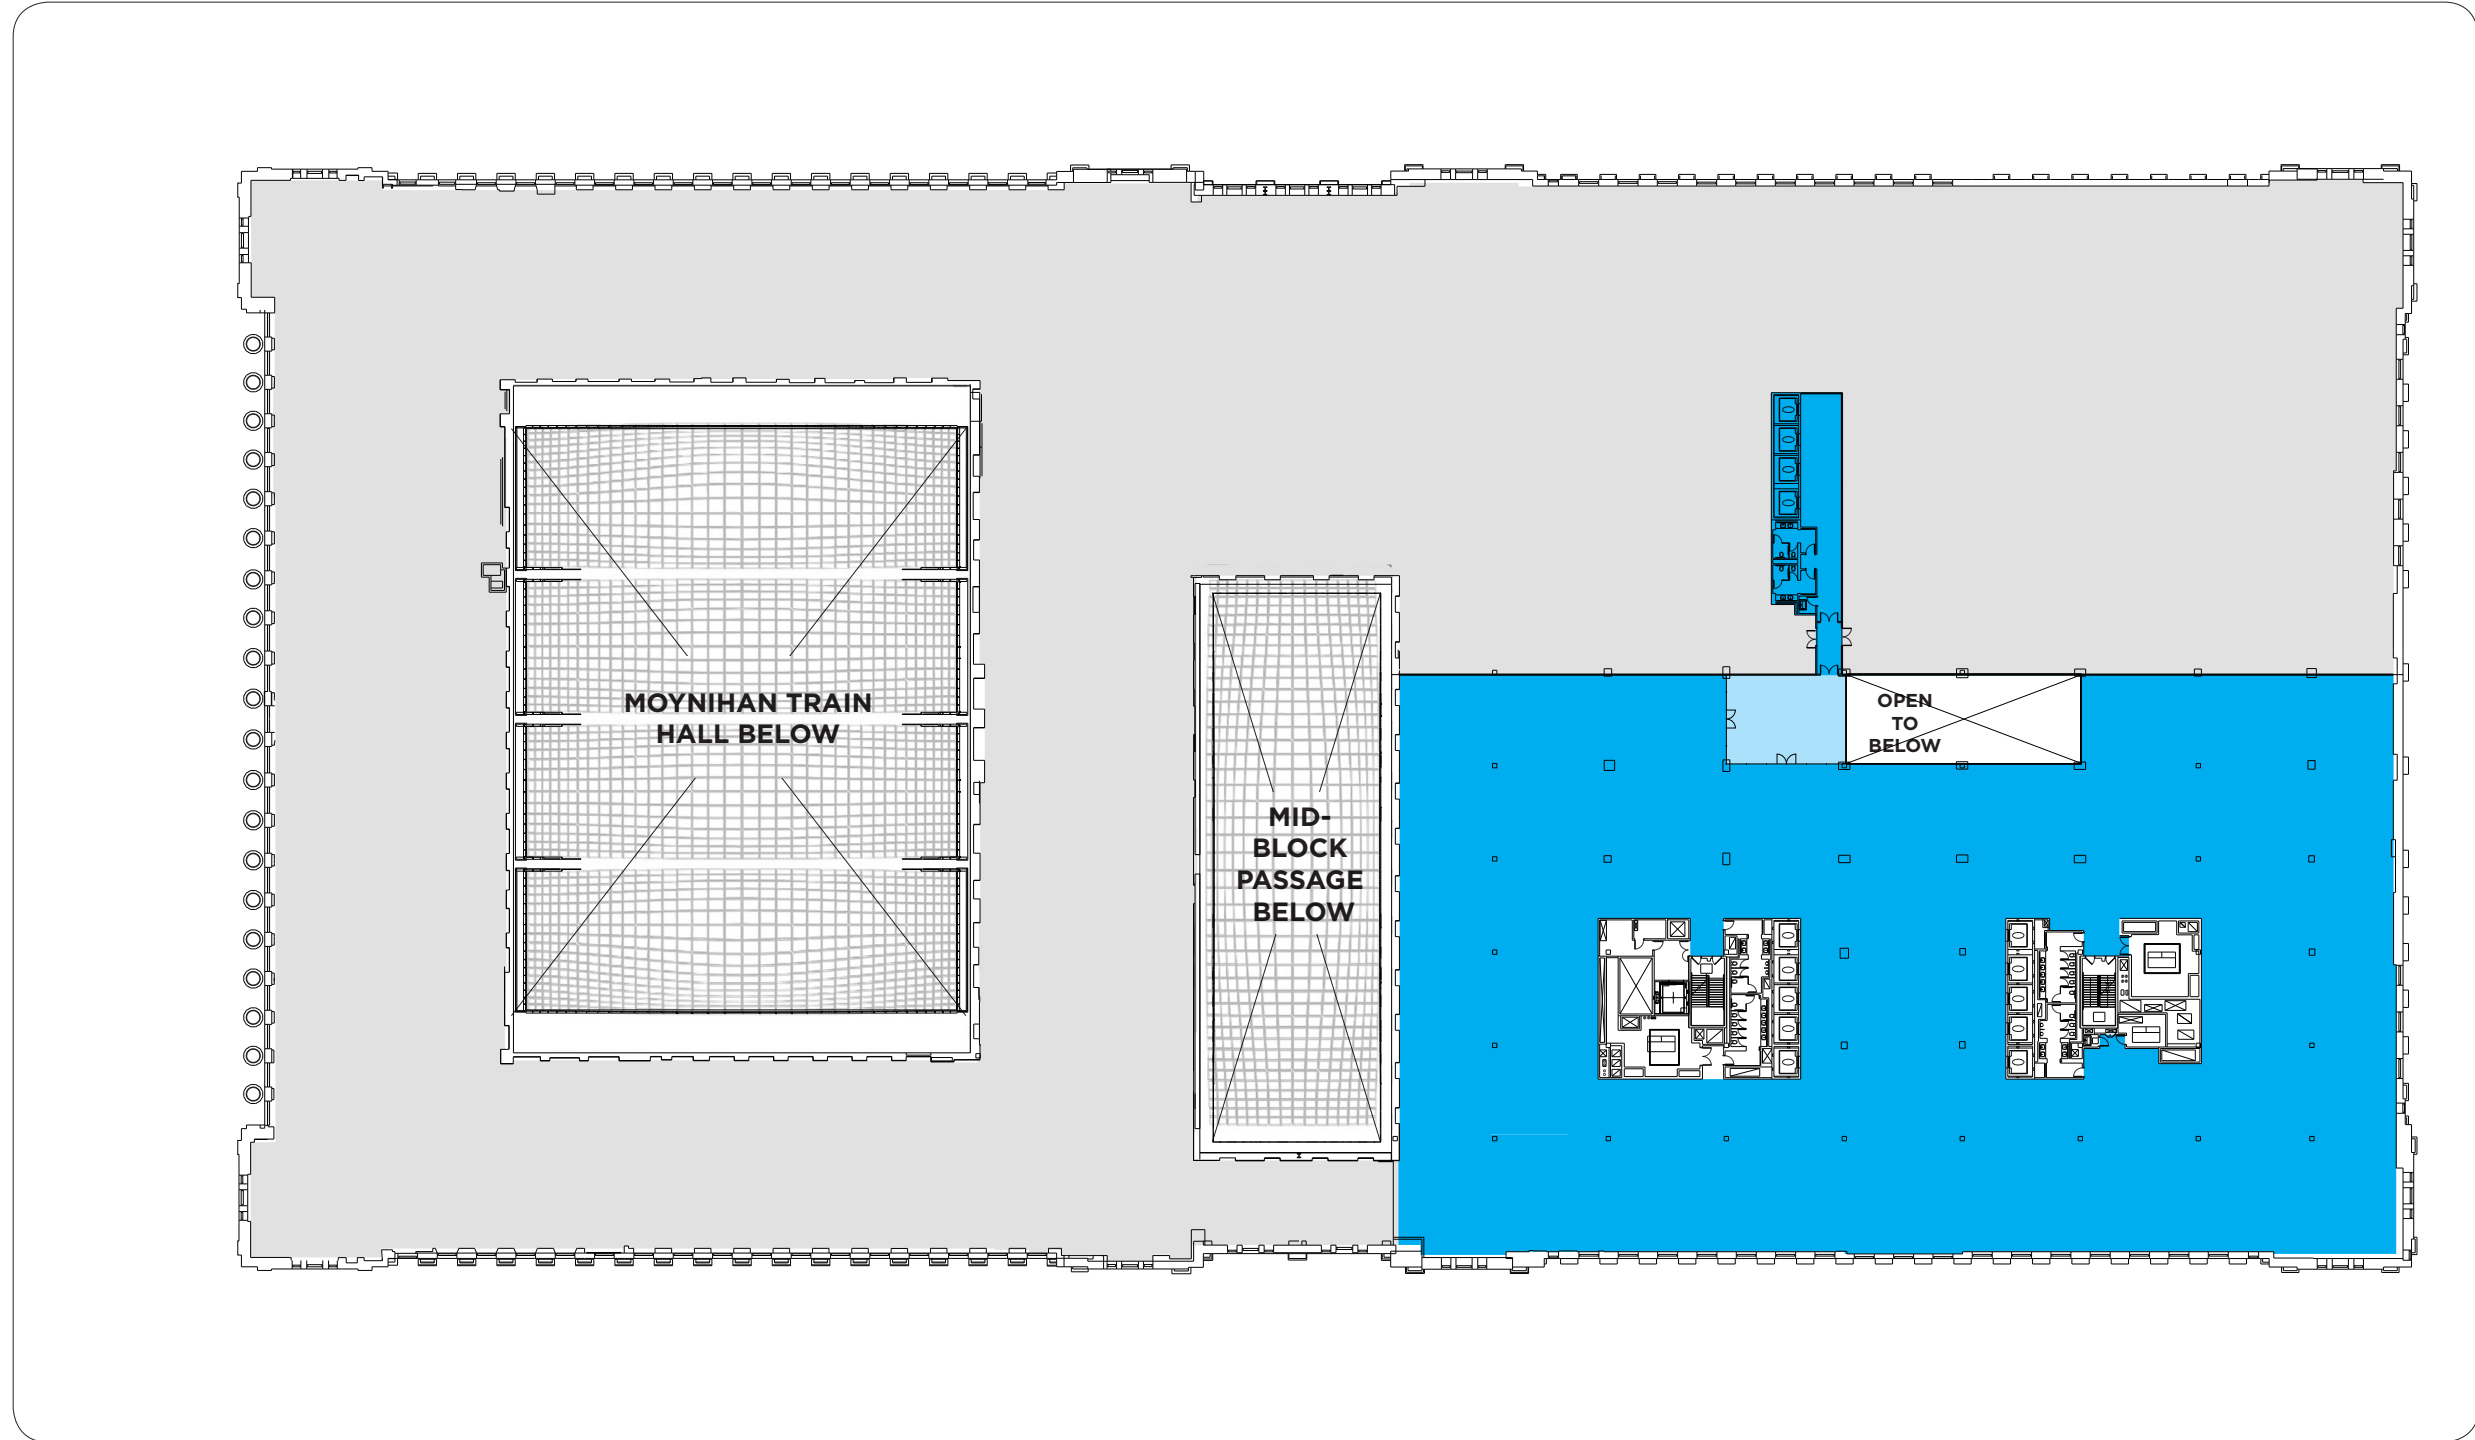 MOYNIHAN TRAIN
HALL BELOW
MID-
BLOCK
PASSAGE
BELOW
OPEN
TO
BELOW